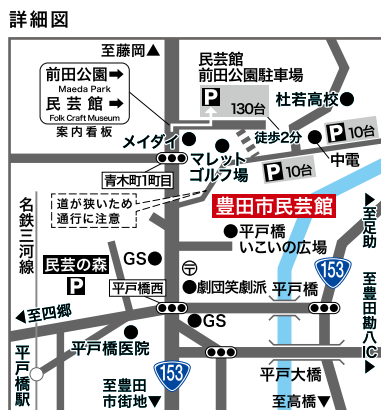 詳細図
至藤岡▲
前田公園➡
Maeda Park
民芸館➡
Folk Craft Museum
案内看板
民芸館
前田公園駐車場
P
130台
杜若高校
メイダイ
徒歩2分
P 10台
中電
マレット
ゴルフ場
P 10台
青木町1町目
道が狭いため
通行に注意
豊田市民芸館
▶至足助
名鉄三河線
平戸橋
いこいの広場
GS
民芸の森
P
〒
153
平戸橋西
劇団笑劇派
平戸橋
▶至豊田勘八IC
◀至四郷
GS
平戸橋医院
平戸橋駅
153
平戸大橋
至豊田
市街地▼
至高橋▼